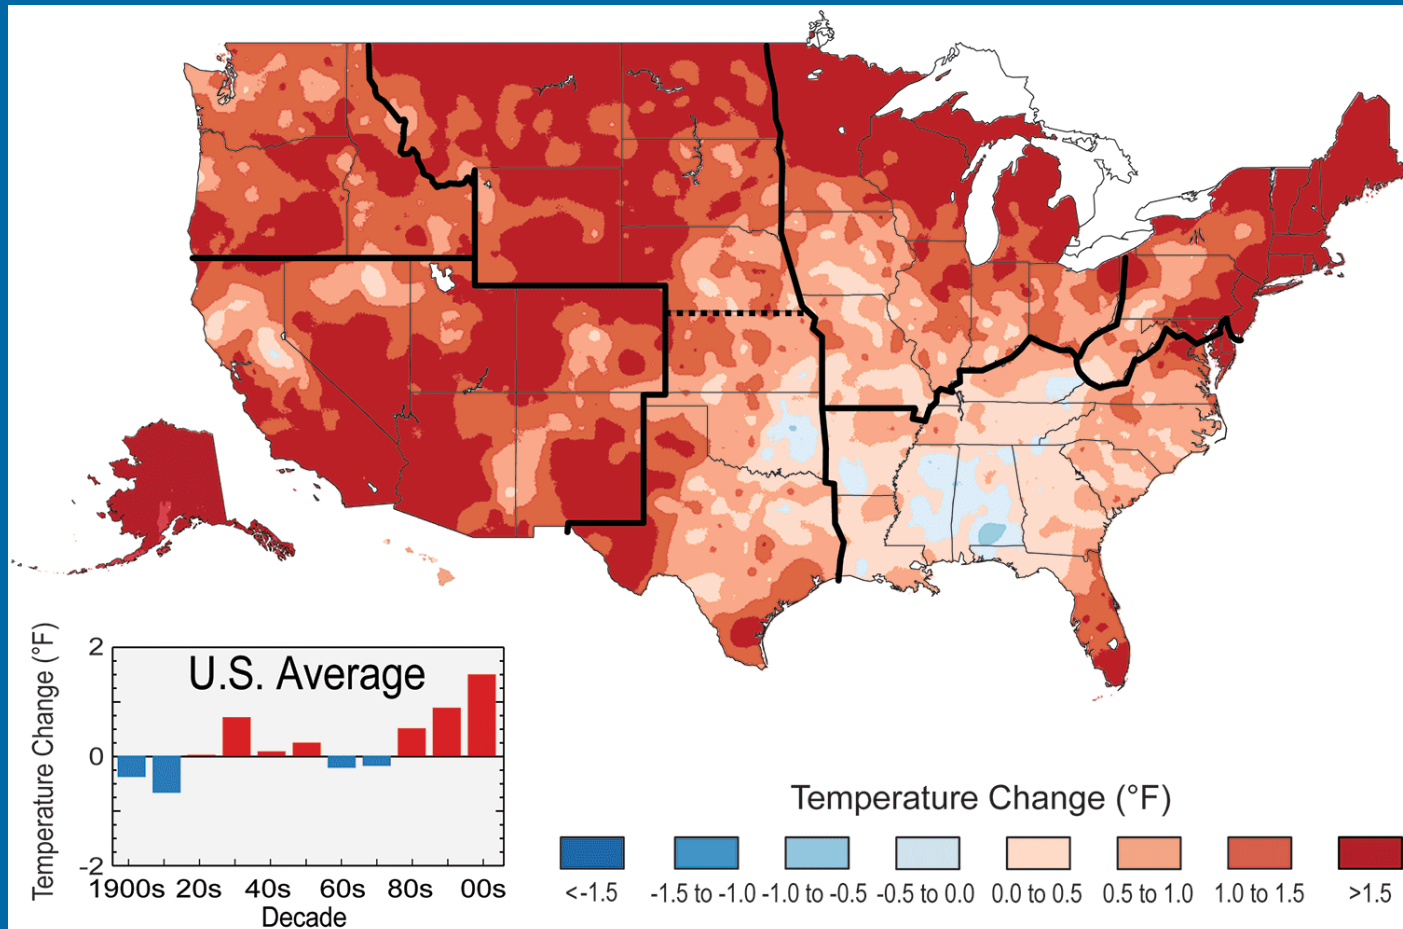 Temperature Change (°F)
U.S. Average
2
0
-2
1900s 20s 40s 60s 80s 00s
Decade
Temperature Change (°F)
<-1.5 -1.5 to -1.0 -1.0 to -0.5 -0.5 to 0.0 0.0 to 0.5 0.5 to 1.0 1.0 to 1.5 >1.5